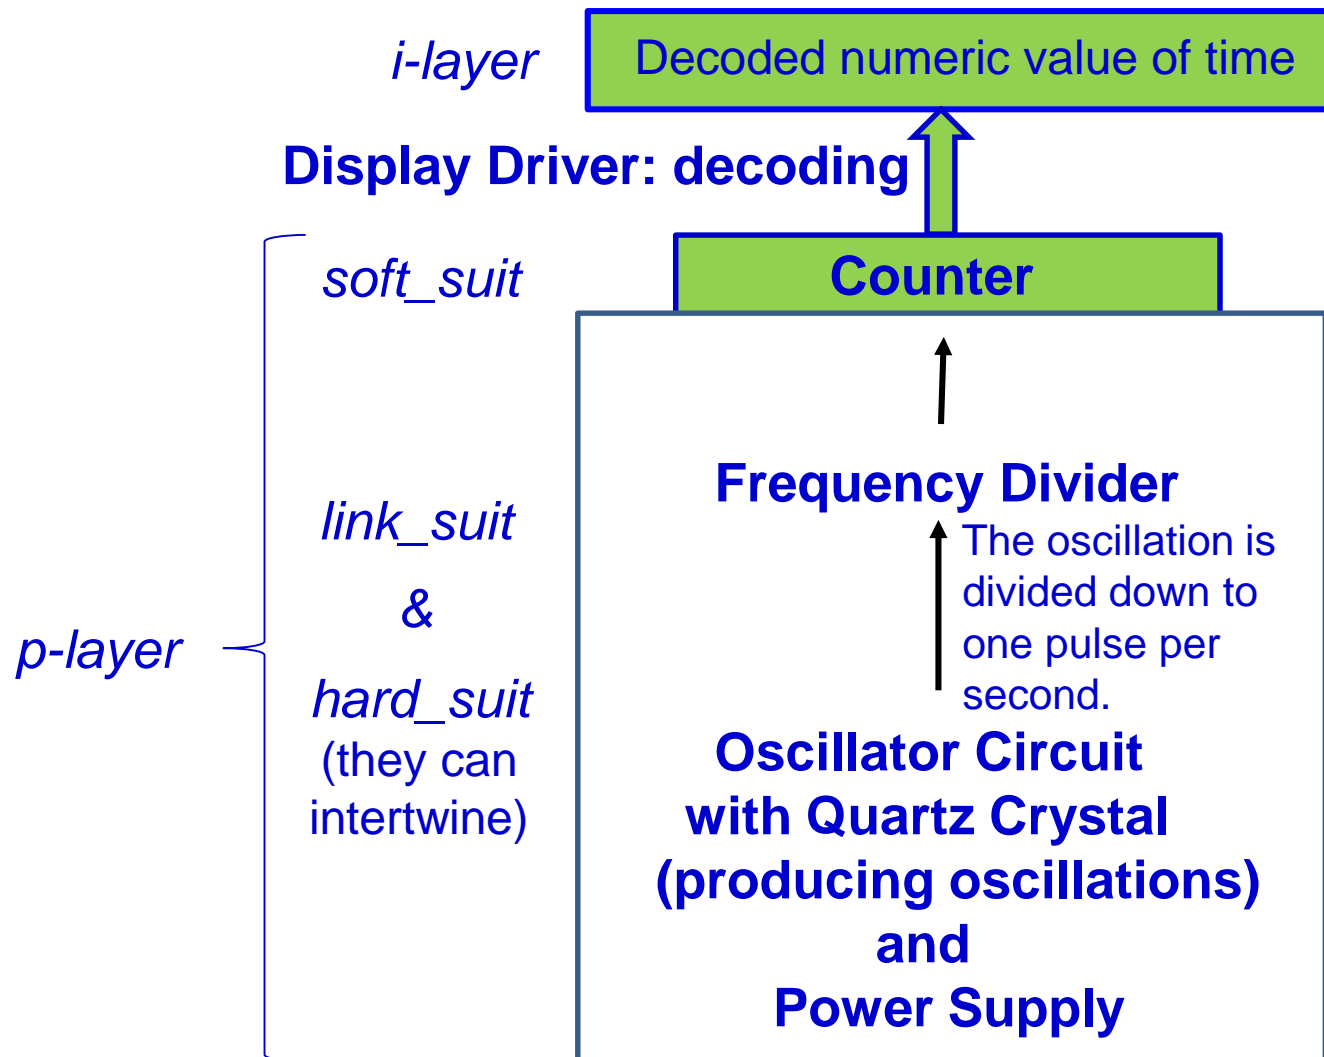 i-layer
Decoded numeric value of time
Display Driver: decoding
soft_suit
Counter
link_suit
&
hard_suit
(they can
intertwine)
p-layer
Frequency Divider
The oscillation is
divided down to
one pulse per
second.
Oscillator Circuit
with Quartz Crystal
(producing oscillations)
and
Power Supply